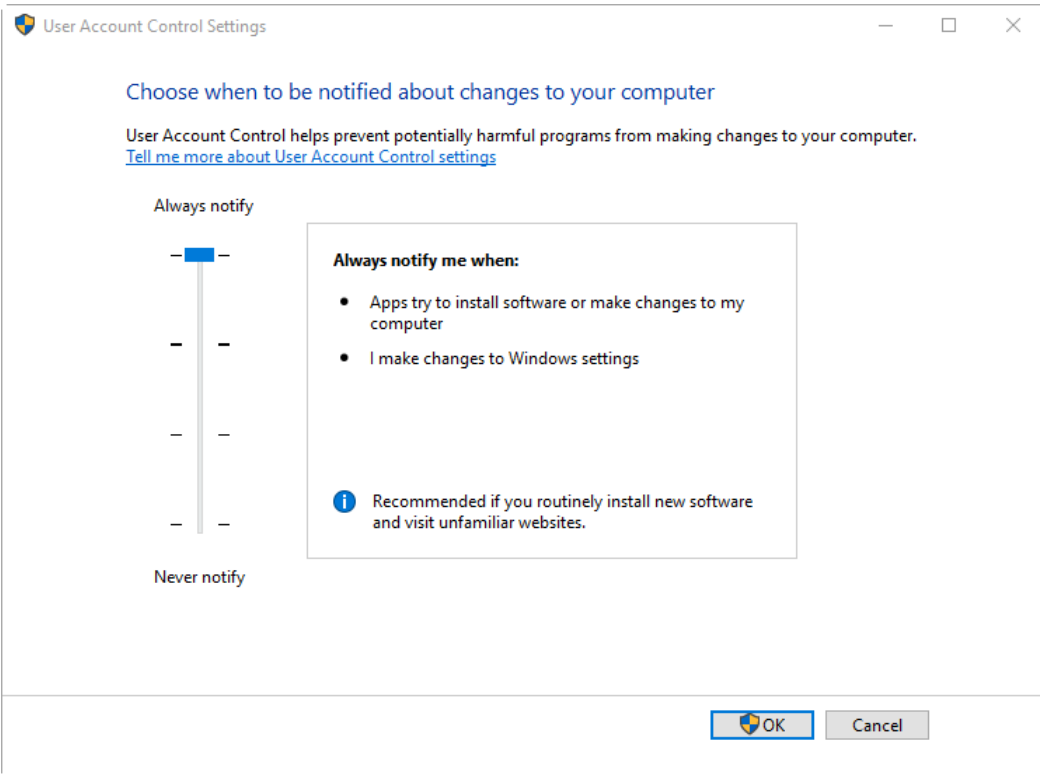 User Account Control Settings
Choose when to be notified about changes to your computer
User Account Control helps prevent potentially harmful programs from making changes to your computer.
Tell me more about User Account Control settings
Always notify
Always notify me when:
Apps try to install software or make changes to my
computer
I make changes to Windows settings
Recommended if you routinely install new software
and visit unfamiliar websites.
Never notify
OK
Cancel